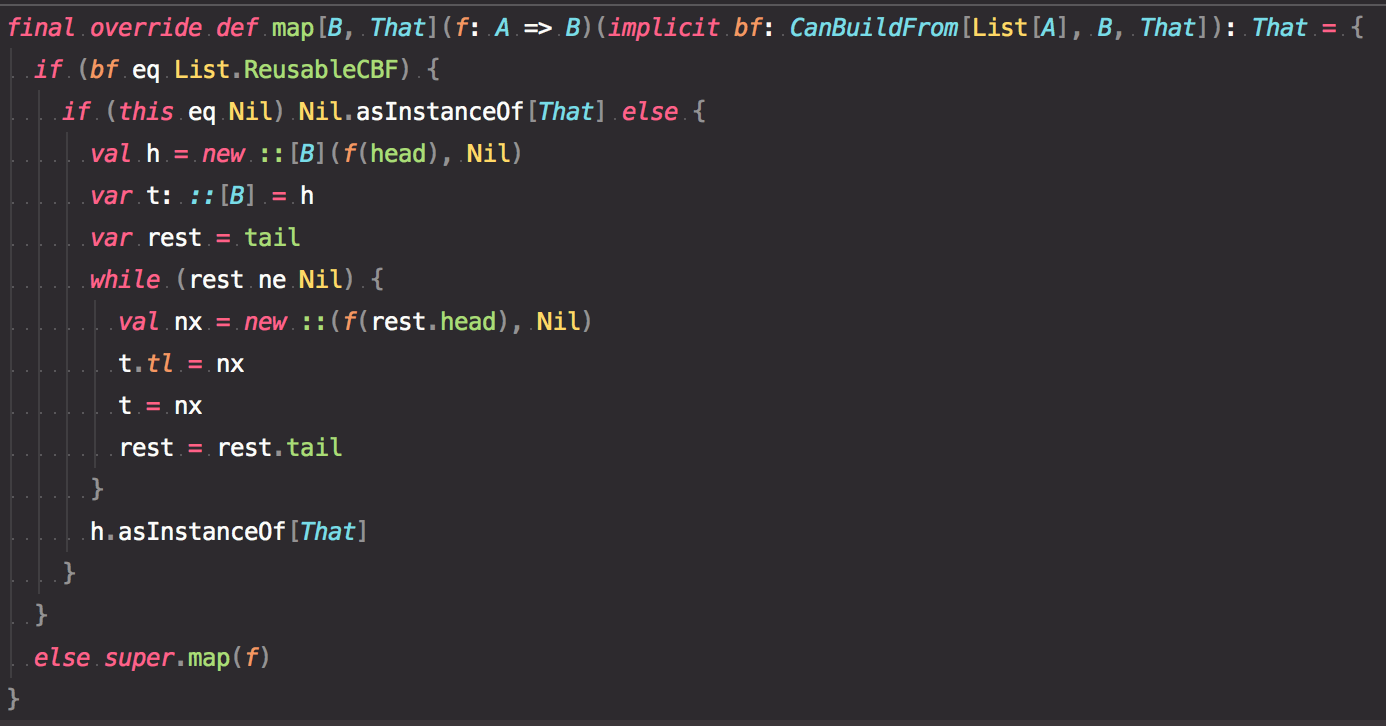 final override def map[B, That](f: A => B)(implicit bf: CanBuildFrom[List[A], B, That]): That = {
  if (bf eq List.ReusableCBF) {
    if (this eq Nil) Nil.asInstanceOf[That] else {
      val h = new ::[B](f(head), Nil)
      var t: ::[B] = h
      var rest = tail
      while (rest ne Nil) {
        val nx = new ::(f(rest.head), Nil)
        t.tl = nx
        t = nx
        rest = rest.tail
      }
      h.asInstanceOf[That]
    }
  }
  else super.map(f)
}